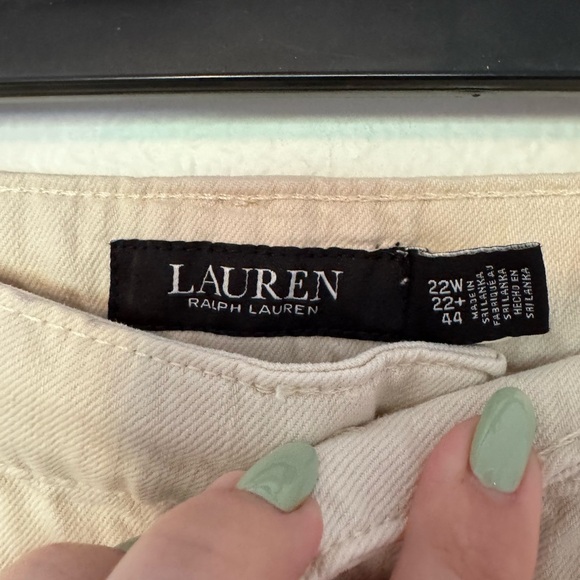 LAUREN
RALPH LAUREN
22W
22+
44
MADE IN
SRI LANKA
FABRIQUÉ AU
SRI LANKA
HECHO EN
SRI LANKA